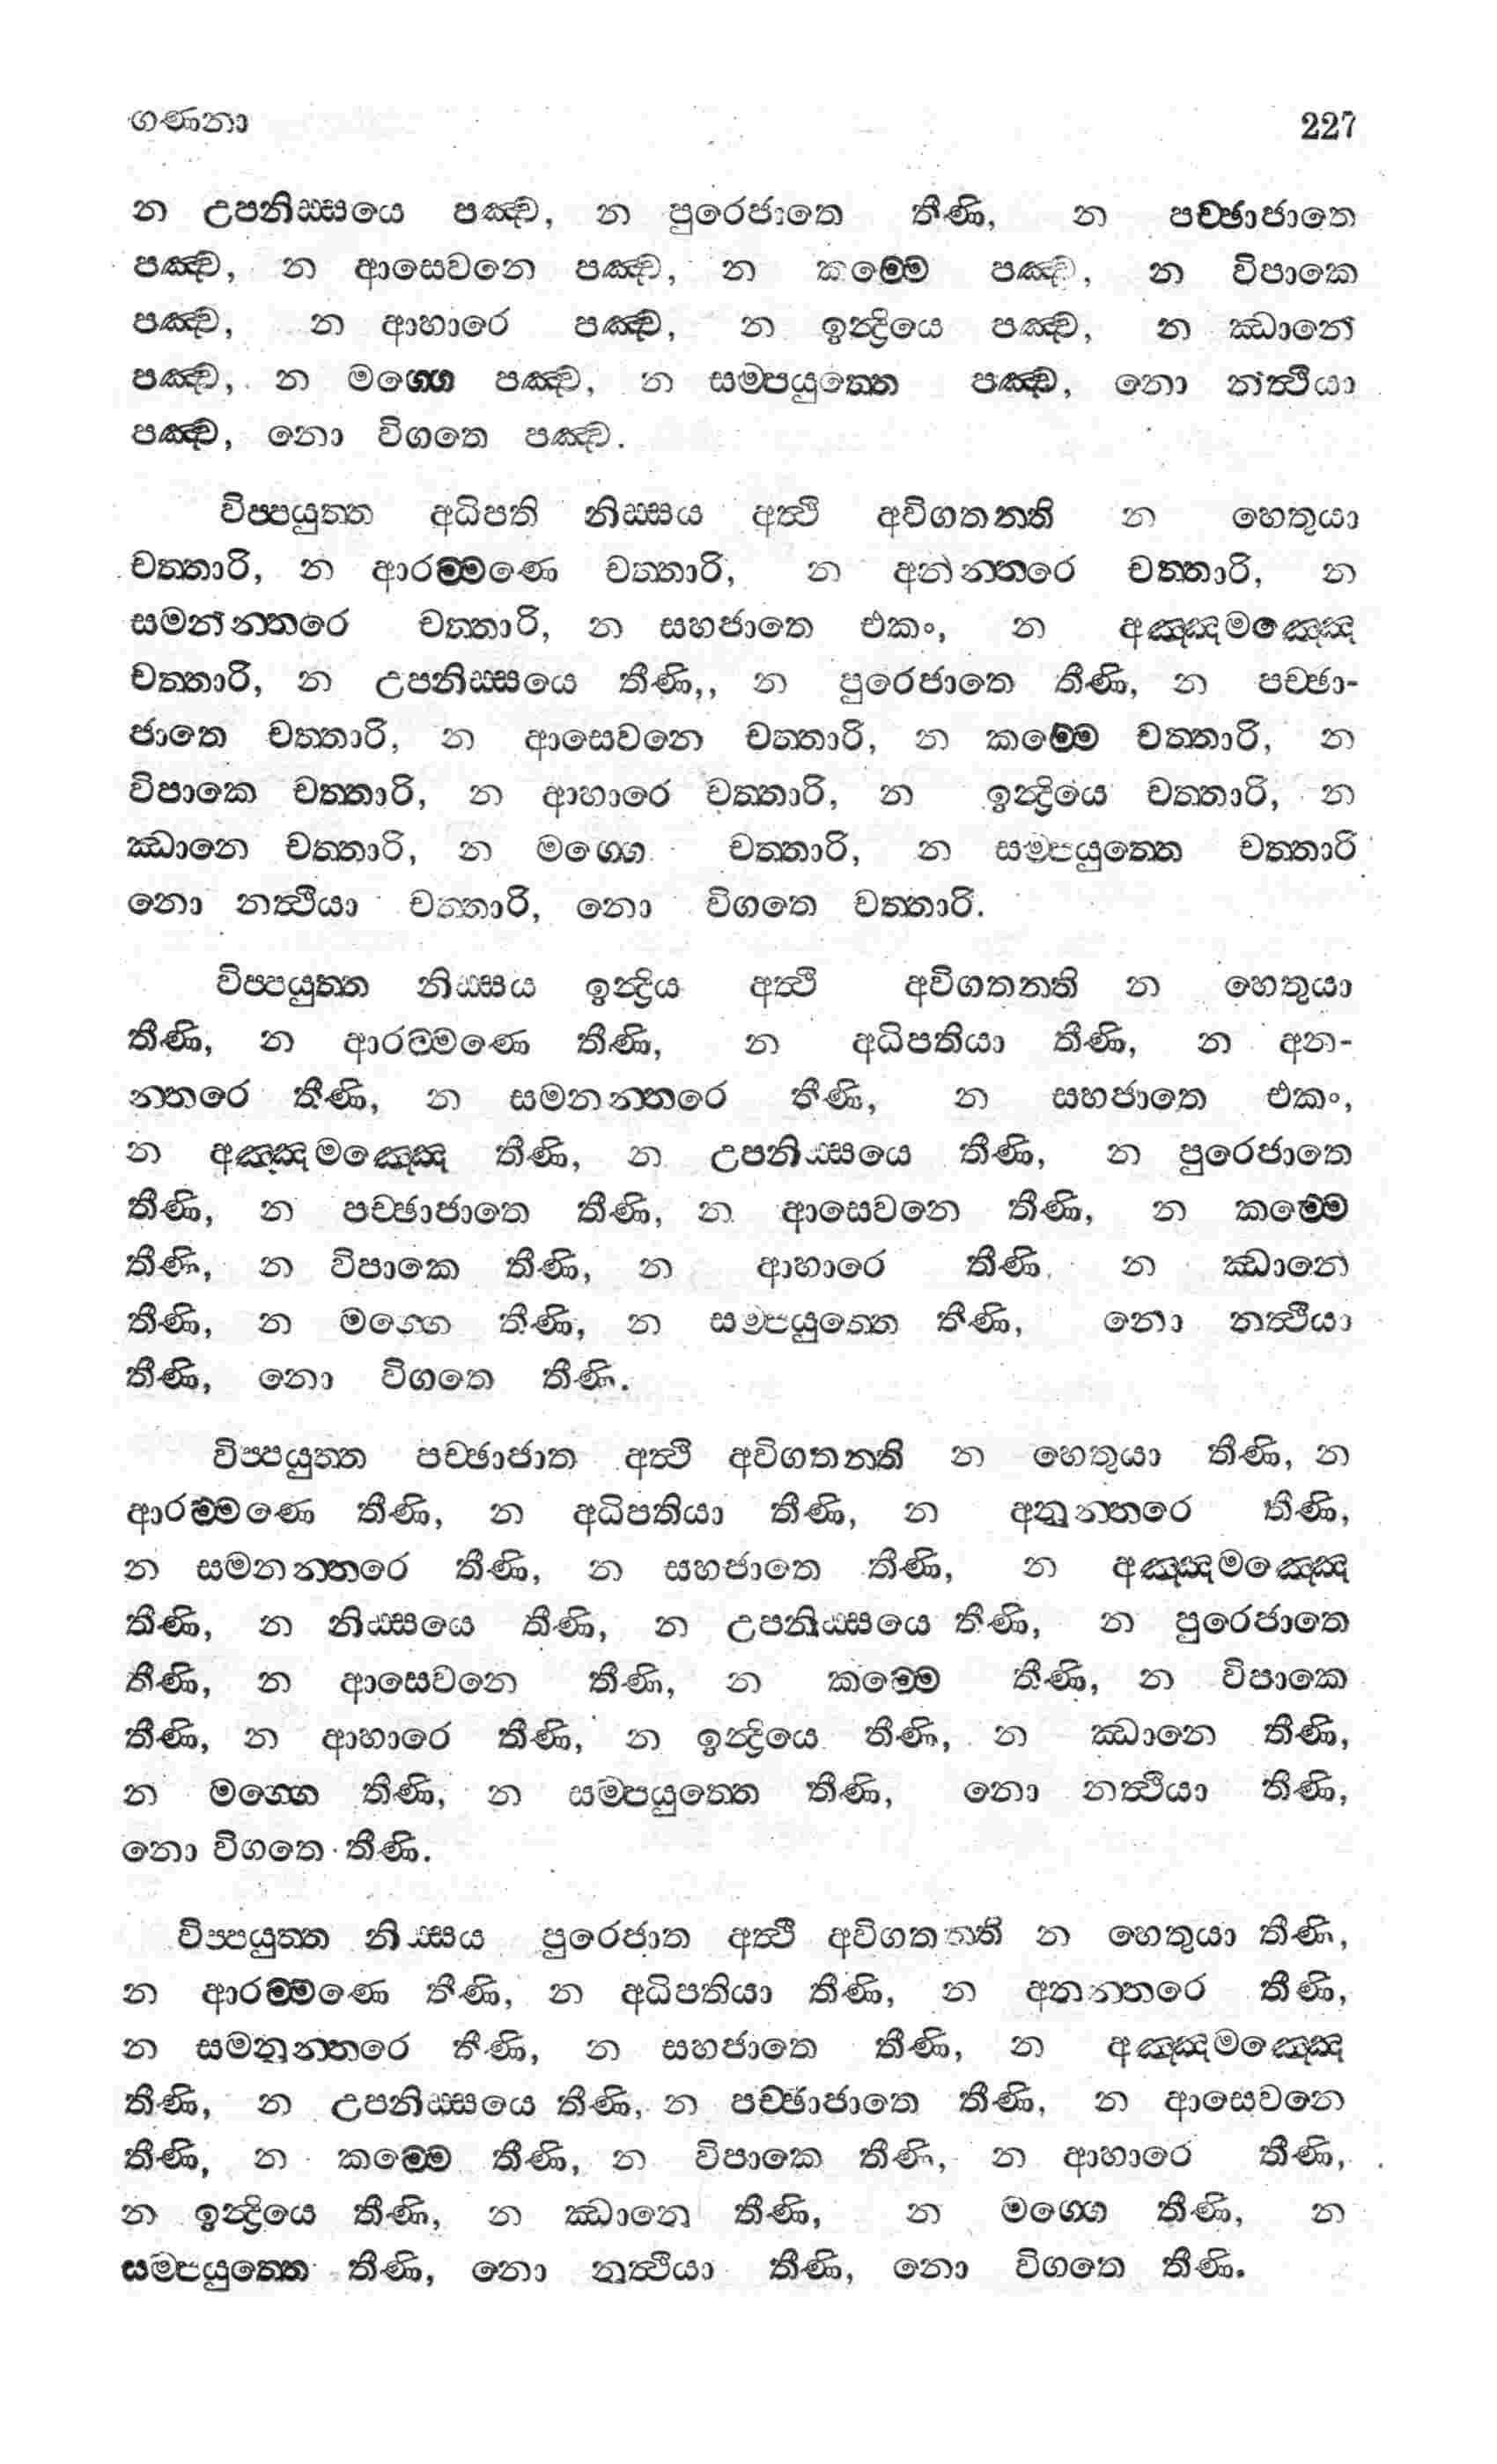 ගණනා 227
න උපනිස්සයෙ පඤ්ච, න පුරෙජාතෙ තීණි, න පච්ඡාජාතෙ
පඤ්ච, න ආසෙවනෙ පඤ්ච, න කම්මෙ පඤ්ච, න විපාකෙ
පඤ්ච, න ආහාරෙ පඤ්ච, න ඉන්ද්‍රියෙ පඤ්ච, න ඣානෙ
පඤ්ච, න මග්ගෙ පඤ්ච, න සම්පයුත්තෙ පඤ්ච, නො නත්ථියා
පඤ්ච, නො විගතෙ පඤ්ච.
විප්පයුත්ත අධිපති නිස්සය අත්ථි අවිගතන්ති න හෙතුයා
චත්තාරි, න ආරම්මණෙ චත්තාරි, න අනන්තරෙ චත්තාරි, න
සමනන්තරෙ චත්තාරි, න සහජාතෙ එකං, න අඤ්ඤමඤ්ඤෙ
චත්තාරි, න උපනිස්සයෙ තීණි,, න පුරෙජාතෙ තීණි, න පච්ඡා-
ජාතෙ චත්තාරි, න ආසෙවනෙ චත්තාරි, න කම්මෙ චත්තාරි, න
විපාකෙ චත්තාරි, න ආහාරෙ චත්තාරි, න ඉන්ද්‍රියෙ චත්තාරි, න
ඣානෙ චත්තාරි, න මග්ගෙ චත්තාරි, න සම්පයුත්තෙ චත්තාරි
නො නත්ථියා චත්තාරි, නො විගතෙ චත්තාරි.
විප්පයුත්ත නිස්සය ඉන්ද්‍රිය අත්ථි අවිගතන්ති න හෙතුයා
තීණි, න ආරම්මණෙ තීණි, න අධිපතියා තීණි, න අන-
න්තරෙ තීණි, න සමනන්තරෙ තීණි, න සහජාතෙ එකං,
න අඤ්ඤමඤ්ඤෙ තීණි, න උපනිස්සයෙ තීණි, න පුරෙජාතෙ
තීණි, න පච්ඡාජාතෙ තීණි, න ආසෙවනෙ තීණි, න කම්මෙ
තීණි, න විපාකෙ තීණි, න ආහාරෙ තීණි, න ඣානෙ
තීණි, න මග්ගෙ තීණි, න සම්පයුත්තෙ තීණි, නො නත්ථියා
තීණි, නො විගතෙ තීණි.
විප්පයුත්ත පච්ඡාජාත අත්ථි අවිගතන්ති න හෙතුයා තීණි, න
ආරම්මණෙ තීණි, න අධිපතියා තීණි, න අනන්තරෙ තීණි,
න සමනන්තරෙ තීණි, න සහජාතෙ තීණි, න අඤ්ඤමඤ්ඤෙ
තීණි, න නිස්සයෙ තීණි, න උපනිස්සයෙ තීණි, න පුරෙජාතෙ
තීණි, න ආසෙවනෙ තීණි, න කම්මෙ තීණි, න විපාකෙ
තීණි, න ආහාරෙ තීණි, න ඉන්ද්‍රියෙ තීණි, න ඣානෙ තීණි,
න මග්ගෙ තීණි, න සම්පයුත්තෙ තීණි, නො නත්ථියා තීණි,
නො විගතෙ තීණි.
විප්පයුත්ත නිස්සය පුරෙජාත අත්ථි අවිගතන්ති න හෙතුයා තීණි,
න ආරම්මණෙ තීණි, න අධිපතියා තීණි, න අනන්තරෙ තීණි,
න සමනන්තරෙ තීණි, න සහජාතෙ තීණි, න අඤ්ඤමඤ්ඤෙ
තීණි, න උපනිස්සයෙ තීණි, න පච්ඡාජාතෙ තීණි, න ආසෙවනෙ
තීණි, න කම්මෙ තීණි, න විපාකෙ තීණි, න ආහාරෙ තීණි,
න ඉන්ද්‍රියෙ තීණි, න ඣානෙ තීණි, න මග්ගෙ තීණි, න
සම්පයුත්තෙ තීණි, නො නත්ථියා තීණි, නො විගතෙ තීණි.